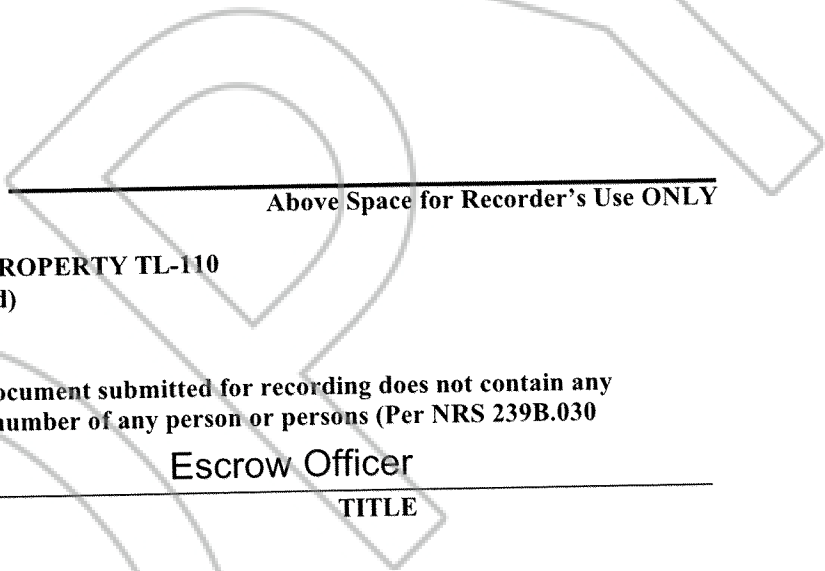 Above Space for Recorder's Use ONLY
ROPERTY TL-110
d)
ocument submitted for recording does not contain any
number of any person or persons (Per NRS 239B.030
Escrow Officer
TITLE